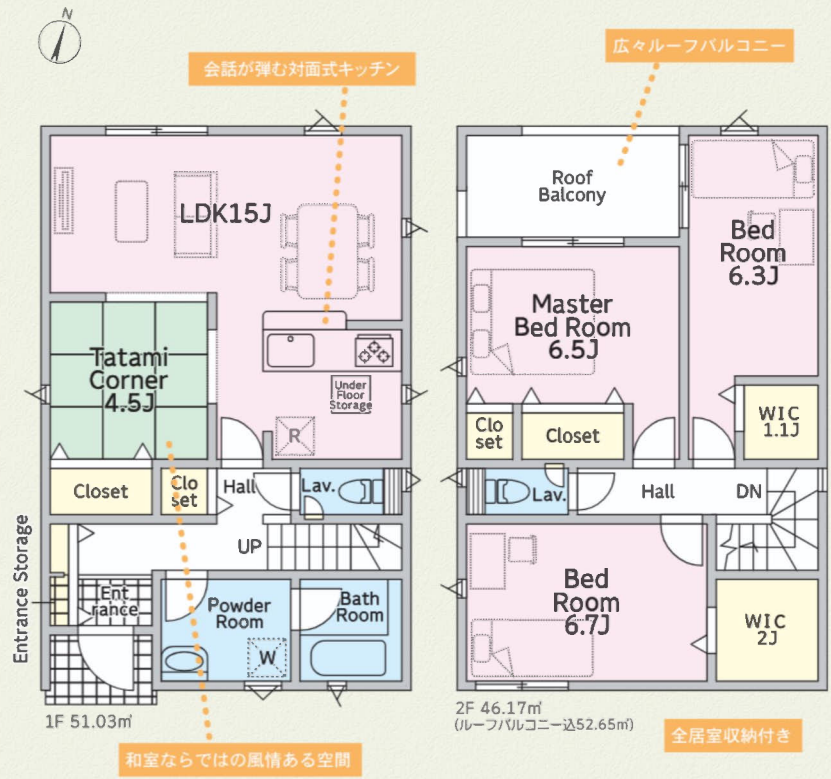 N
会話が弾む対面式キッチン
広々ルーフバルコニー
LDK15J
Tatami
Corner
4.5J
Under
Floor
Storage
R
Closet
Clo
set
Hall
Lav.
UP
Entrance Storage
Ent
rance
Powder
Room
W
Bath
Room
1F 51.03㎡
和室ならではの風情ある空間
Roof
Balcony
Bed
Room
6.3J
Master
Bed Room
6.5J
Clo
set
Closet
WIC
1.1J
Lav.
Hall
DN
Bed
Room
6.7J
WIC
2J
2F 46.17㎡
(ルーフバルコニー込52.65㎡)
全居室収納付き